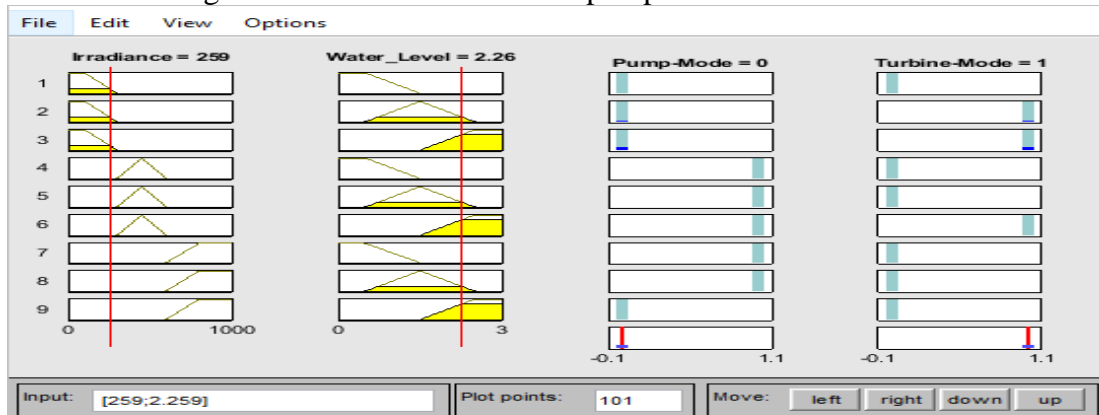 File Edit View Options
Irradiance = 259 Water_Level = 2.26 Pump-Mode = 0 Turbine-Mode = 1
1
2
3
4
5
6
7
8
9
0 1000 0 3
-0.1 1.1 -0.1 1.1
Input: [259;2.259] Plot points: 101 Move: left right down up